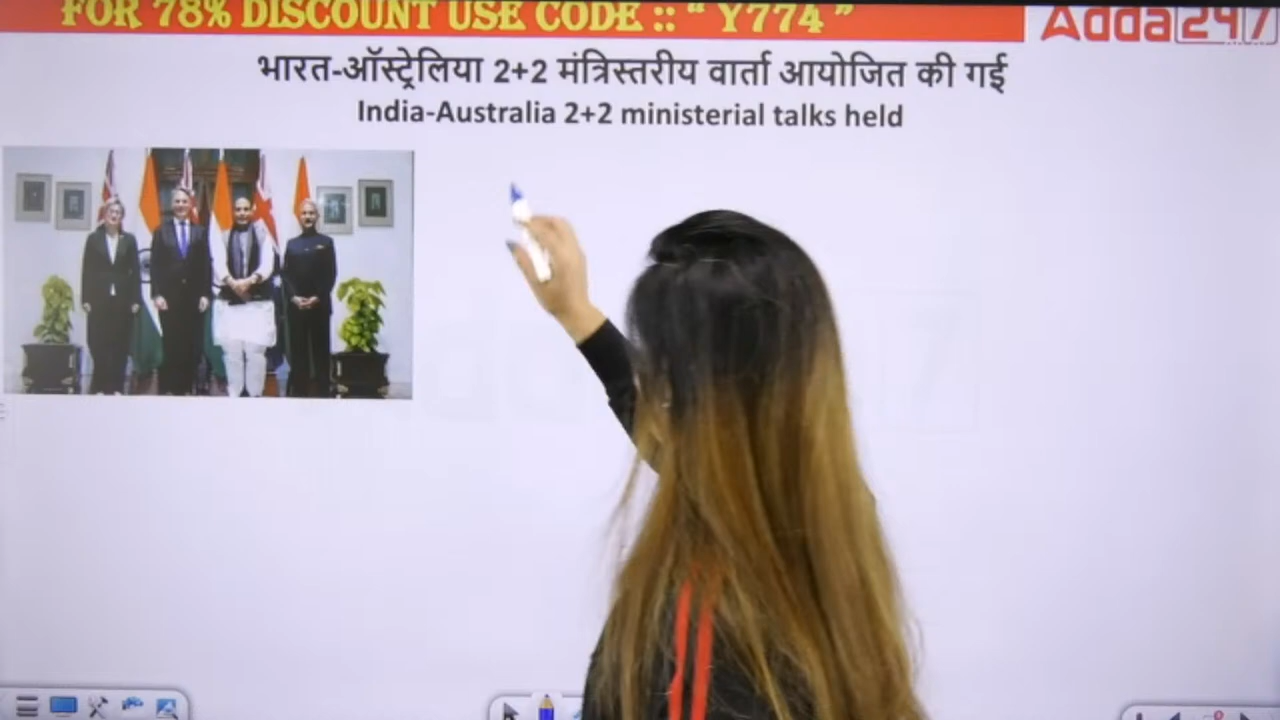 FOR 78% DISCOUNT USE CODE :: “ Y774 ”
Adda247
भारत-ऑस्ट्रेलिया 2+2 मंत्रिस्तरीय वार्ता आयोजित की गई
India-Australia 2+2 ministerial talks held